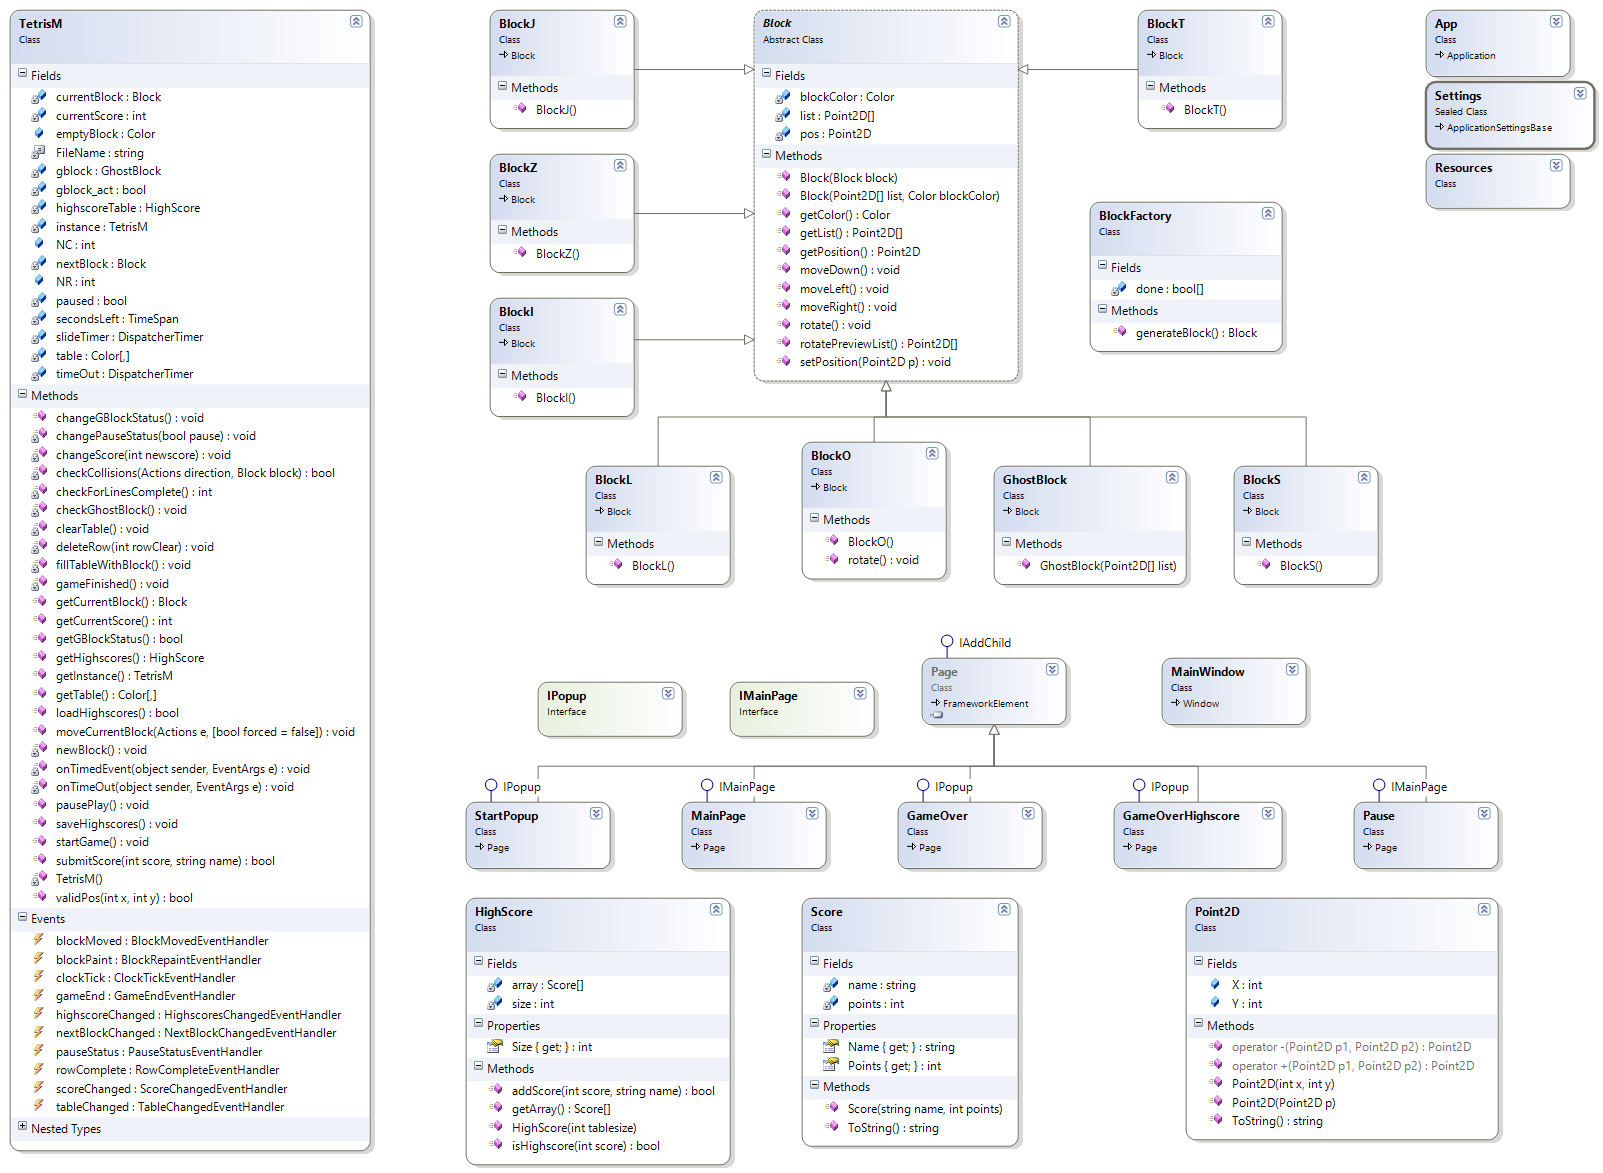 TetrisM
Class
Fields
currentBlock : Block
currentScore : int
emptyBlock : Color
FileName : string
gblock : GhostBlock
gblock_act : bool
highscoreTable : HighScore
instance : TetrisM
NC : int
nextBlock : Block
NR : int
paused : bool
secondsLeft : TimeSpan
slideTimer : DispatcherTimer
table : Color[,]
timeOut : DispatcherTimer
Methods
changeGBlockStatus() : void
changePauseStatus(bool pause) : void
changeScore(int newscore) : void
checkCollisions(Actions direction, Block block) : bool
checkForLinesComplete() : int
checkGhostBlock() : void
clearTable() : void
deleteRow(int rowClear) : void
fillTableWithBlock() : void
gameFinished() : void
getCurrentBlock() : Block
getCurrentScore() : int
getGBlockStatus() : bool
getHighscores() : HighScore
getInstance() : TetrisM
getTable() : Color[,]
loadHighscores() : bool
moveCurrentBlock(Actions e, [bool forced = false]) : void
newBlock() : void
onTimedEvent(object sender, EventArgs e) : void
onTimeOut(object sender, EventArgs e) : void
pausePlay() : void
saveHighscores() : void
startGame() : void
submitScore(int score, string name) : bool
TetrisM()
validPos(int x, int y) : bool
Events
blockMoved : BlockMovedEventHandler
blockPaint : BlockRepaintEventHandler
clockTick : ClockTickEventHandler
gameEnd : GameEndEventHandler
highscoreChanged : HighscoresChangedEventHandler
nextBlockChanged : NextBlockChangedEventHandler
pauseStatus : PauseStatusEventHandler
rowComplete : RowCompleteEventHandler
scoreChanged : ScoreChangedEventHandler
tableChanged : TableChangedEventHandler
Nested Types
BlockJ
Class
Block
Methods
BlockJ()
BlockZ
Class
Block
Methods
BlockZ()
BlockI
Class
Block
Methods
BlockI()
Block
Abstract Class
Fields
blockColor : Color
list : Point2D[]
pos : Point2D
Methods
Block(Block block)
Block(Point2D[] list, Color blockColor)
getColor() : Color
getList() : Point2D[]
getPosition() : Point2D
moveDown() : void
moveLeft() : void
moveRight() : void
rotate() : void
rotatePreviewList() : Point2D[]
setPosition(Point2D p) : void
BlockT
Class
Block
Methods
BlockT()
BlockFactory
Class
Fields
done : bool[]
Methods
generateBlock() : Block
App
Class
Application
Settings
Sealed Class
ApplicationSettingsBase
Resources
Class
BlockL
Class
Block
Methods
BlockL()
BlockO
Class
Block
Methods
BlockO()
rotate() : void
GhostBlock
Class
Block
Methods
GhostBlock(Point2D[] list)
BlockS
Class
Block
Methods
BlockS()
IPopup
Interface
IMainPage
Interface
IAddChild
Page
Class
FrameworkElement
MainWindow
Class
Window
IPopup
StartPopup
Class
Page
IMainPage
MainPage
Class
Page
IPopup
GameOver
Class
Page
IPopup
GameOverHighscore
Class
Page
IMainPage
Pause
Class
Page
HighScore
Class
Fields
array : Score[]
size : int
Properties
Size { get; } : int
Methods
addScore(int score, string name) : bool
getArray() : Score[]
HighScore(int tablesize)
isHighscore(int score) : bool
Score
Class
Fields
name : string
points : int
Properties
Name { get; } : string
Points { get; } : int
Methods
Score(string name, int points)
ToString() : string
Point2D
Class
Fields
X : int
Y : int
Methods
operator -(Point2D p1, Point2D p2) : Point2D
operator +(Point2D p1, Point2D p2) : Point2D
Point2D(int x, int y)
Point2D(Point2D p)
ToString() : string